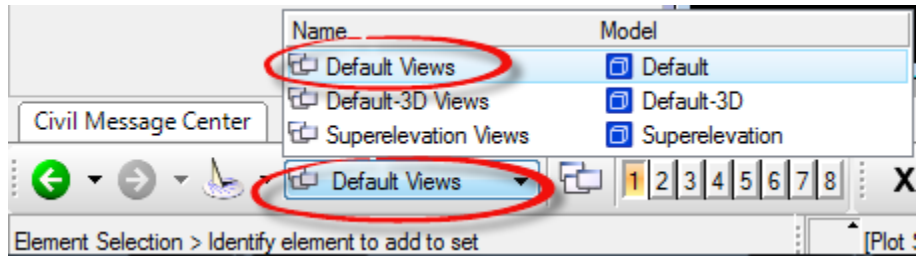 Name Model
Default Views Default
Default-3D Views Default-3D
Superelevation Views Superelevation
Civil Message Center
Default Views 1 2 3 4 5 6 7 8 X
Element Selection > Identify element to add to set [Plot